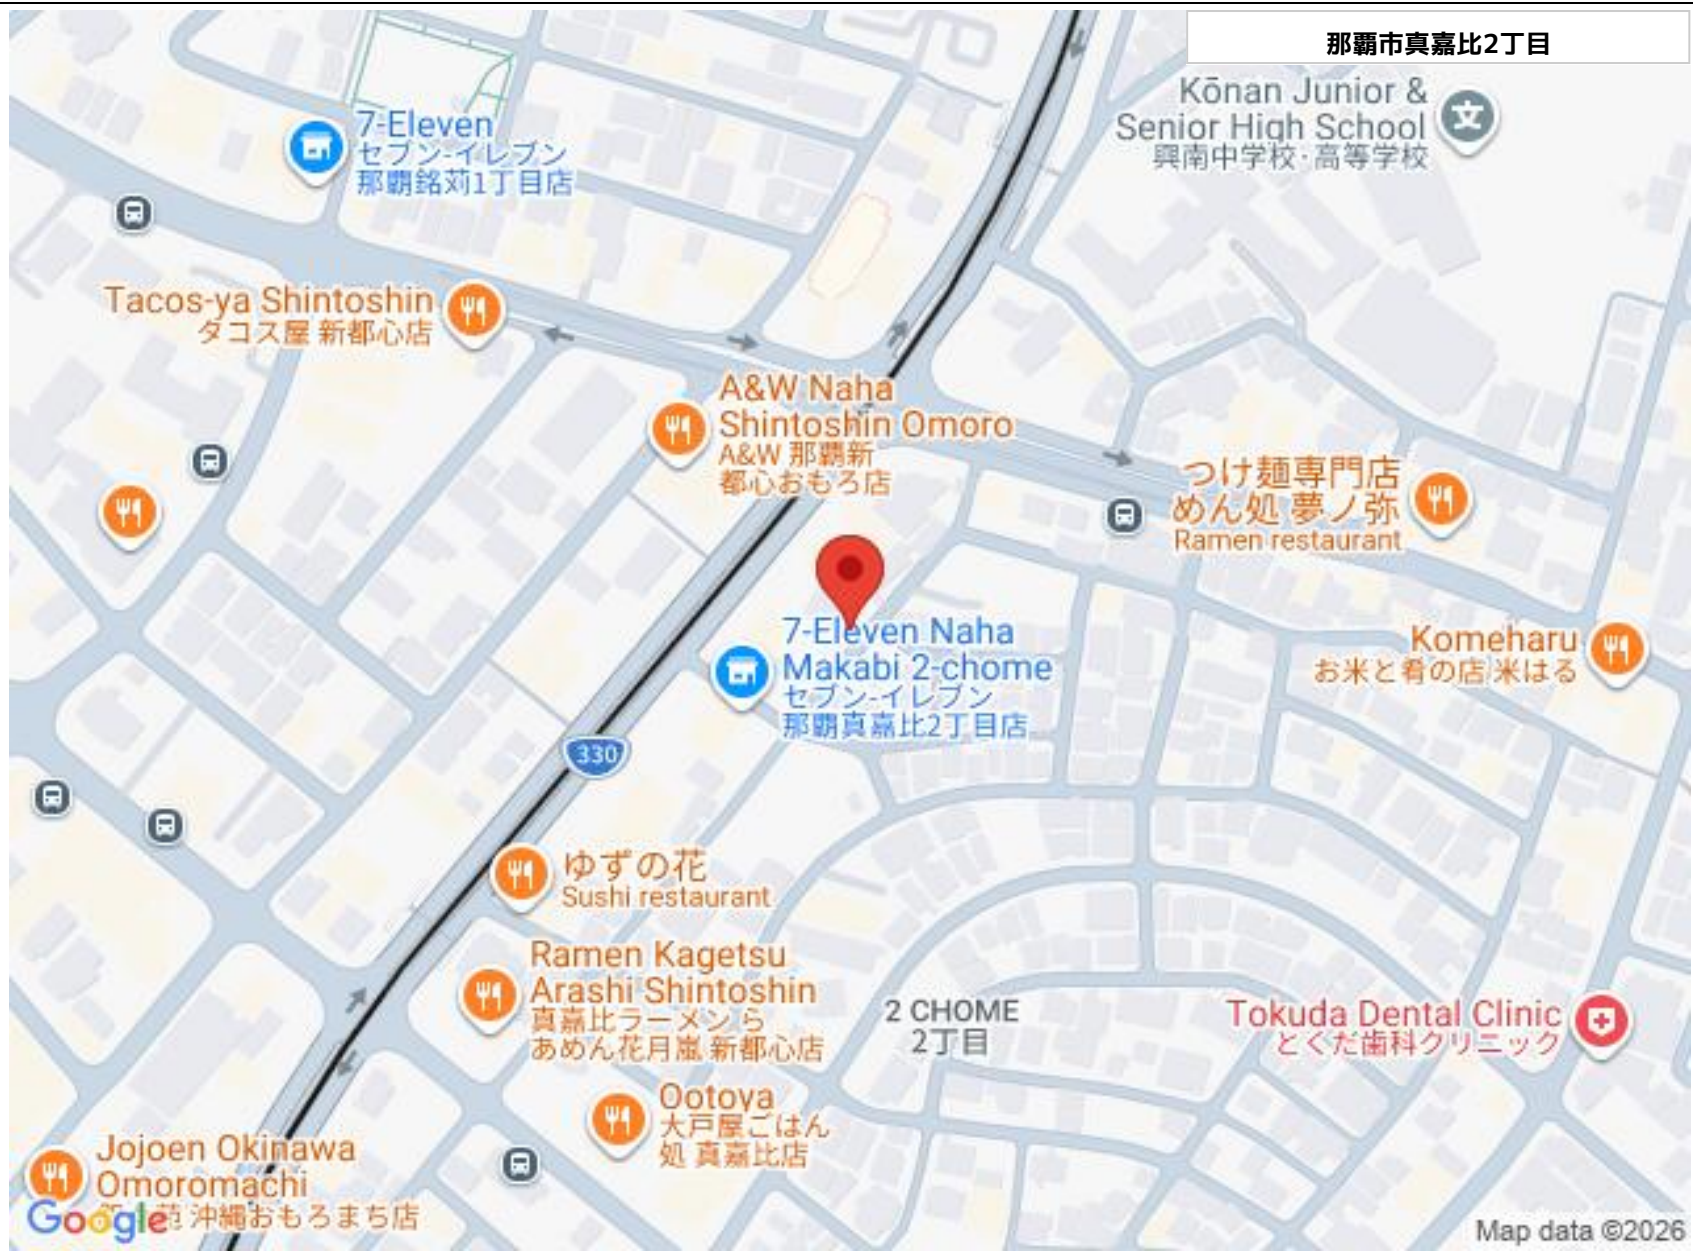 那覇市真嘉比2丁目
Kōnan Junior &
Senior High School
興南中学校·高等学校
7-Eleven
セブン-イレブン
那覇銘苅1丁目店
Tacos-ya Shintoshin
タコス屋 新都心店
A&W Naha
Shintoshin Omoro
A&W 那覇新
都心おもろ店
つけ麺専門店
めん処 夢ノ弥
Ramen restaurant
7-Eleven Naha
Makabi 2-chome
セブン-イレブン
那覇真嘉比2丁目店
Komeharu
お米と肴の店 米はる
330
ゆずの花
Sushi restaurant
Ramen Kagetsu
Arashi Shintoshin
真嘉比ラーメン ら
あめん花月嵐 新都心店
2 CHOME
2丁目
Tokuda Dental Clinic
とくだ歯科クリニック
Ootoya
大戸屋ごはん
処 真嘉比店
Jojoen Okinawa
Omoromachi
苑 沖縄おもろまち店
Google
Map data ©2026